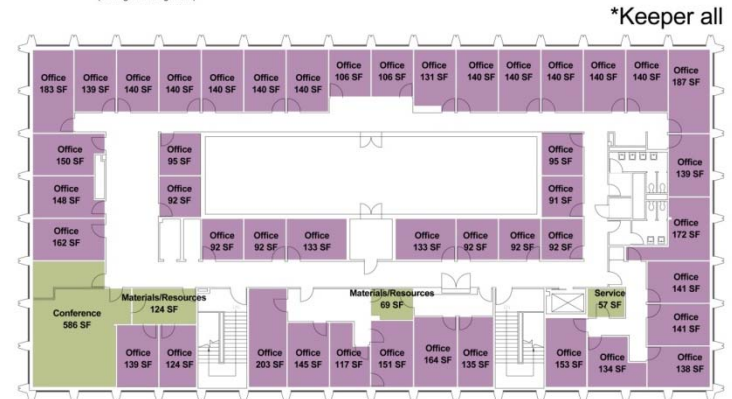 *Keeper all
Office Office Office Office Office Office Office Office Office Office Office Office Office Office Office Office
183 SF 139 SF 140 SF 140 SF 140 SF 140 SF 140 SF 106 SF 106 SF 131 SF 140 SF 140 SF 140 SF 140 SF 140 SF 187 SF
Office Office Office Office
150 SF 95 SF 95 SF 139 SF
Office Office Office
148 SF 92 SF 91 SF
Office Office Office Office Office Office Office Office Office
162 SF 92 SF 92 SF 133 SF 133 SF 92 SF 92 SF 92 SF 172 SF
Office
141 SF
Materials/Resources Materials/Resources Service
124 SF 69 SF 57 SF
Conference Office
586 SF 141 SF
Office Office Office Office Office Office Office Office Office Office Office
139 SF 124 SF 203 SF 145 SF 117 SF 151 SF 164 SF 135 SF 153 SF 134 SF 138 SF